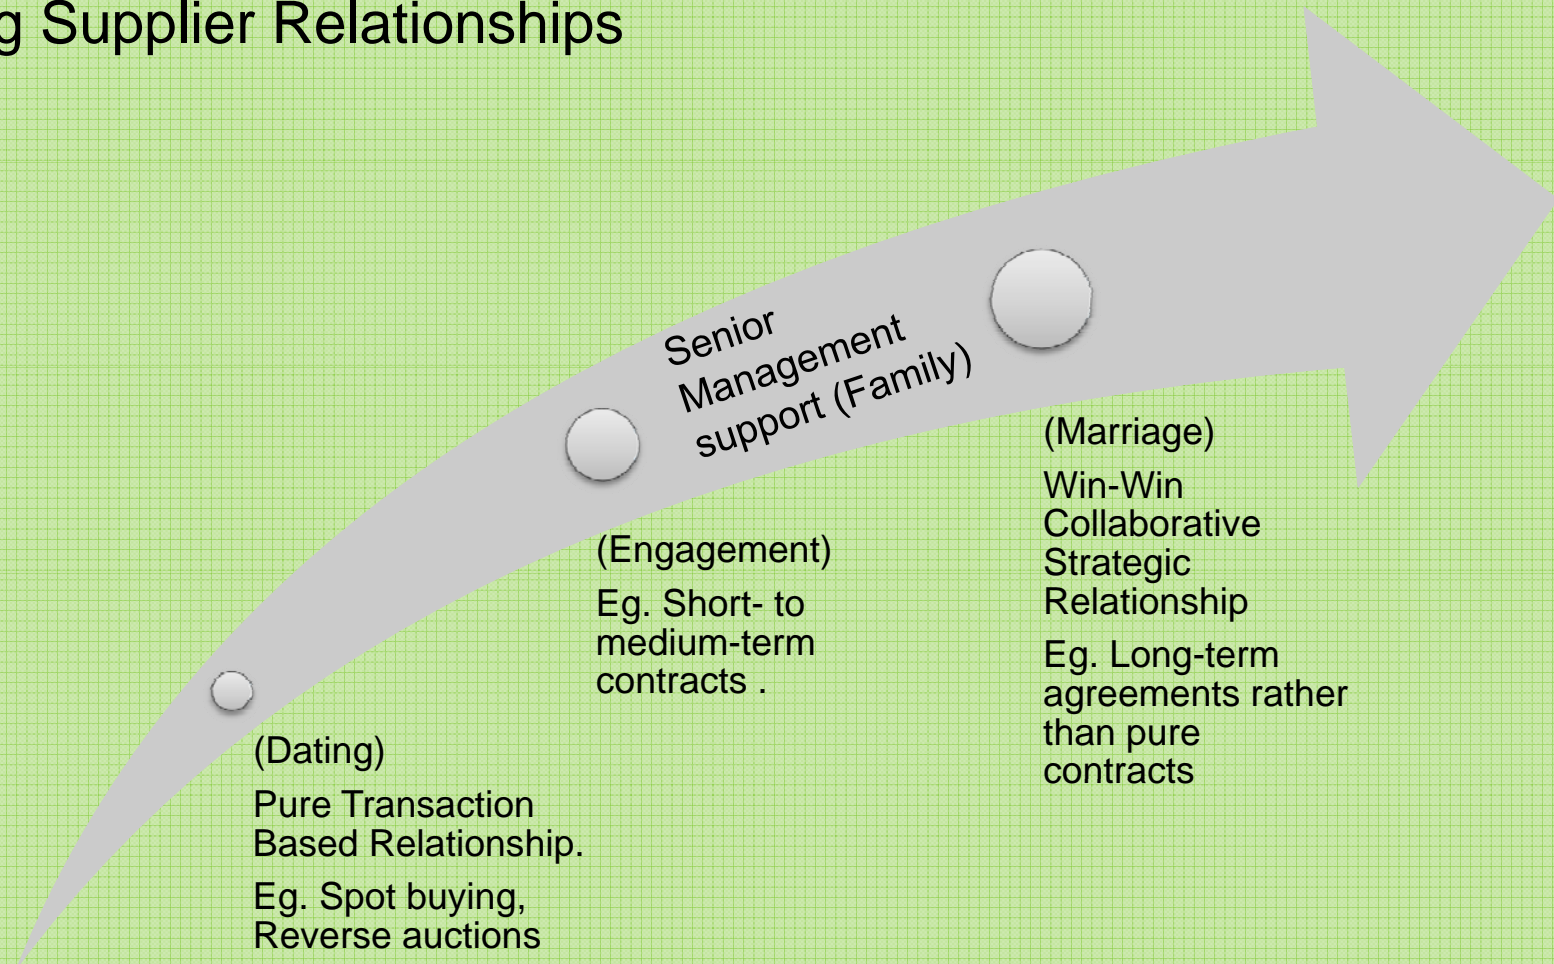 g Supplier Relationships
Senior
Management
support (Family)
(Marriage)
Win-Win
Collaborative
Strategic
Relationship
Eg. Long-term
agreements rather
than pure
contracts
(Engagement)
Eg. Short- to
medium-term
contracts .
(Dating)
Pure Transaction
Based Relationship.
Eg. Spot buying,
Reverse auctions